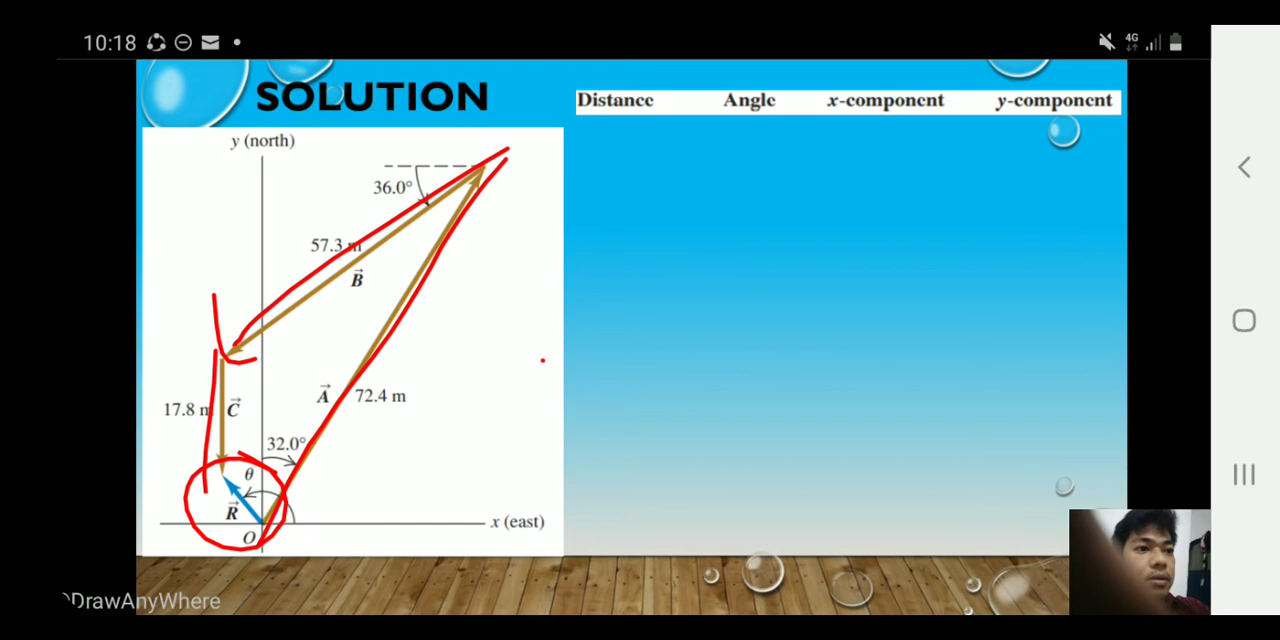 10:18
4G
SOLUTION
Distance Angle x-component y-component
y (north)
36.0°
57.3 m
B
17.8 m
C
A
72.4 m
32.0°
θ
R
O
x (east)
DrawAnyWhere